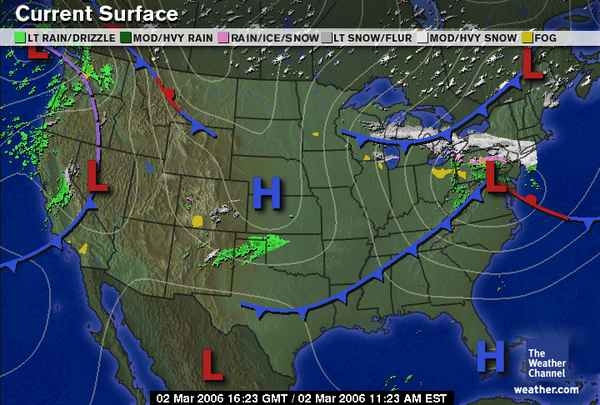 Current Surface
LT RAIN/DRIZZLE MOD/HVY RAIN RAIN/ICE/SNOW LT SNOW/FLUR MOD/HVY SNOW FOG
L
L
L
H
L
L
H
The
Weather
Channel
weather.com
02 Mar 2006 16:23 GMT / 02 Mar 2006 11:23 AM EST